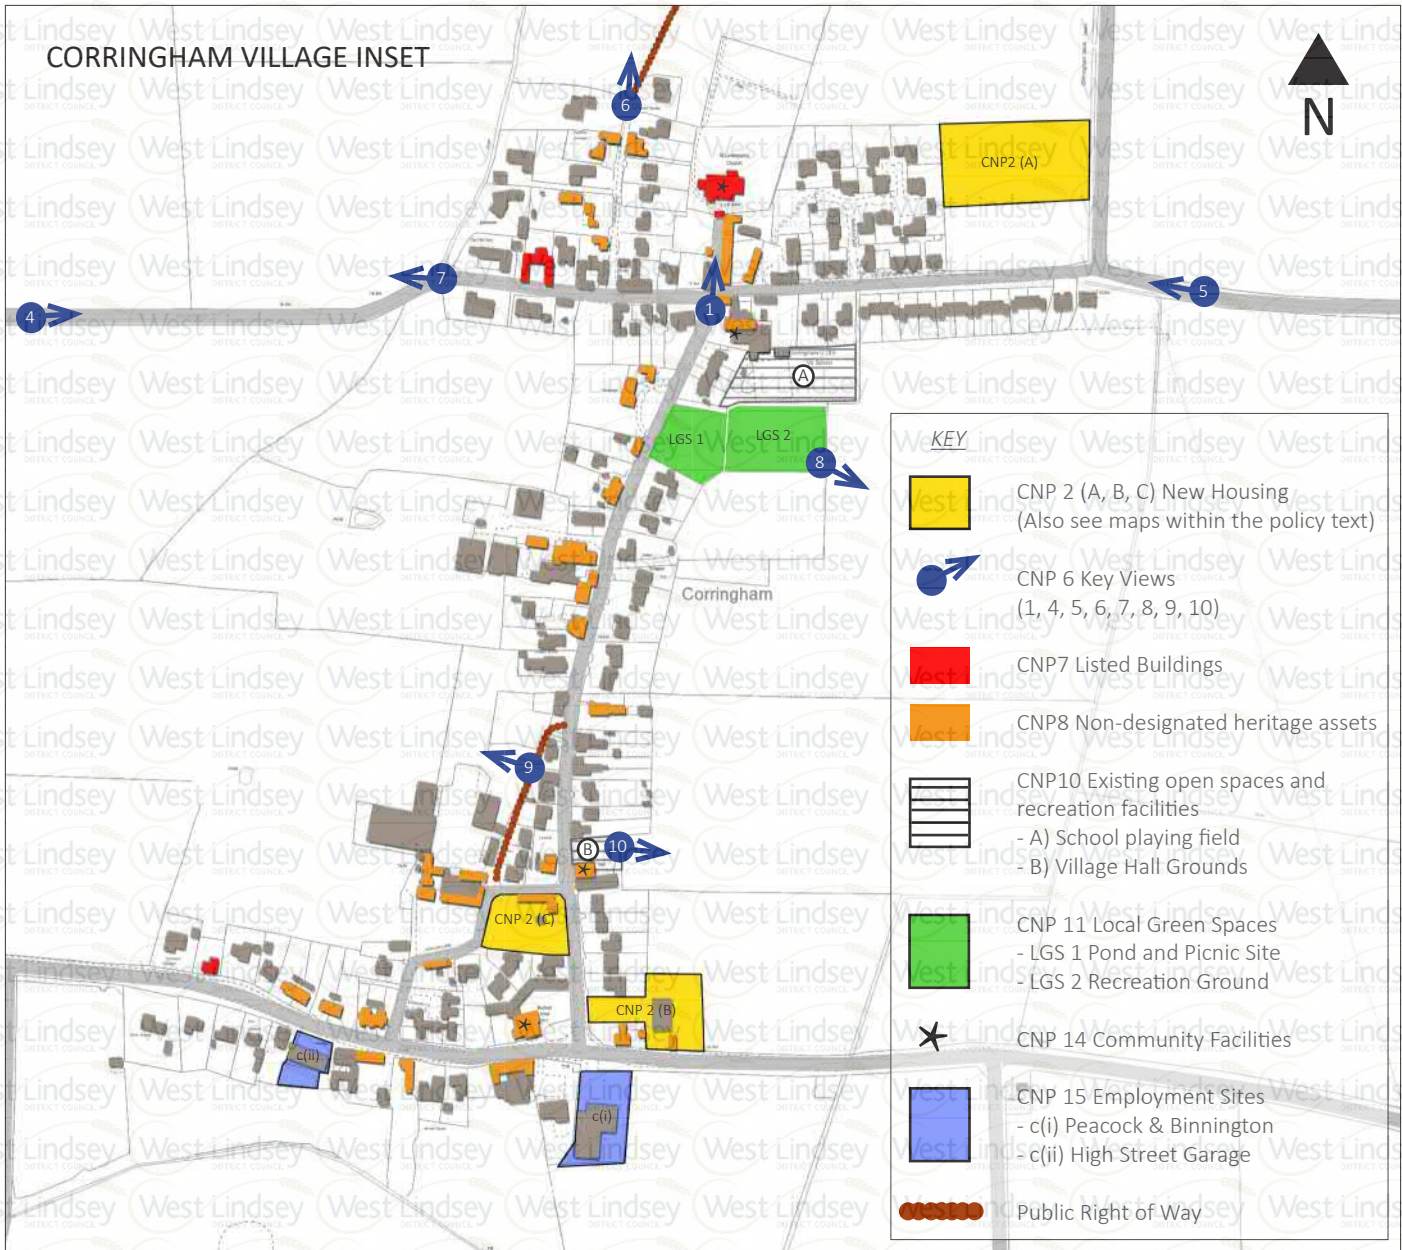 CORRINGHAM VILLAGE INSET
N
6
CNP2 (A)
7
5
4
1
A
LGS 1
LGS 2
8
Corringham
9
B
10
CNP 2 (C)
CNP 2 (B)
c(ii)
c(i)
KEY
CNP 2 (A, B, C) New Housing
(Also see maps within the policy text)
CNP 6 Key Views
(1, 4, 5, 6, 7, 8, 9, 10)
CNP7 Listed Buildings
CNP8 Non-designated heritage assets
CNP10 Existing open spaces and
recreation facilities
- A) School playing field
- B) Village Hall Grounds
CNP 11 Local Green Spaces
- LGS 1 Pond and Picnic Site
- LGS 2 Recreation Ground
CNP 14 Community Facilities
CNP 15 Employment Sites
- c(i) Peacock & Binnington
- c(ii) High Street Garage
Public Right of Way
West Lindsey
DISTRICT COUNCIL